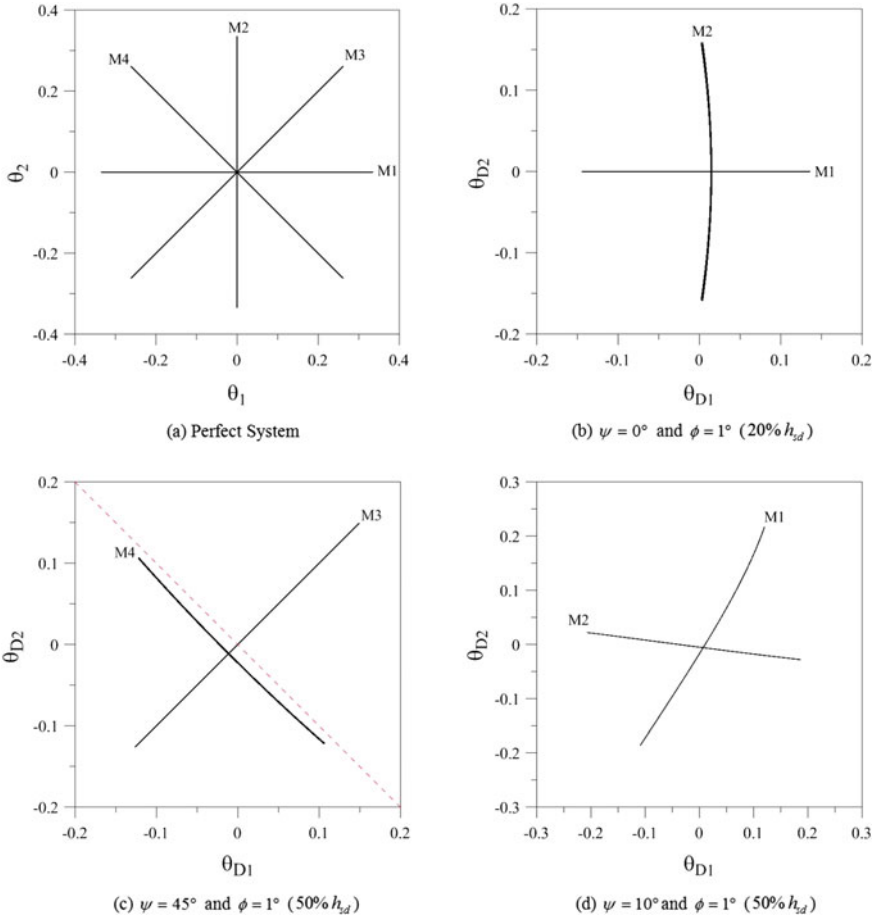 0.4
0.2
0
-0.2
-0.4
-0.4 -0.2 0 0.2 0.4
θ2
θ1
M4
M2
M3
M1
(a) Perfect System
0.2
0.1
0
-0.1
-0.2
-0.2 -0.1 0 0.1 0.2
θD2
θD1
M2
M1
(b) ψ = 0° and ϕ = 1° (20% hsd)
0.2
0.1
0
-0.1
-0.2
-0.2 -0.1 0 0.1 0.2
θD2
θD1
M4
M3
(c) ψ = 45° and ϕ = 1° (50% hsd)
0.3
0.2
0.1
0
-0.1
-0.2
-0.3
-0.3 -0.2 -0.1 0 0.1 0.2 0.3
θD2
θD1
M2
M1
(d) ψ = 10° and ϕ = 1° (50% hsd)